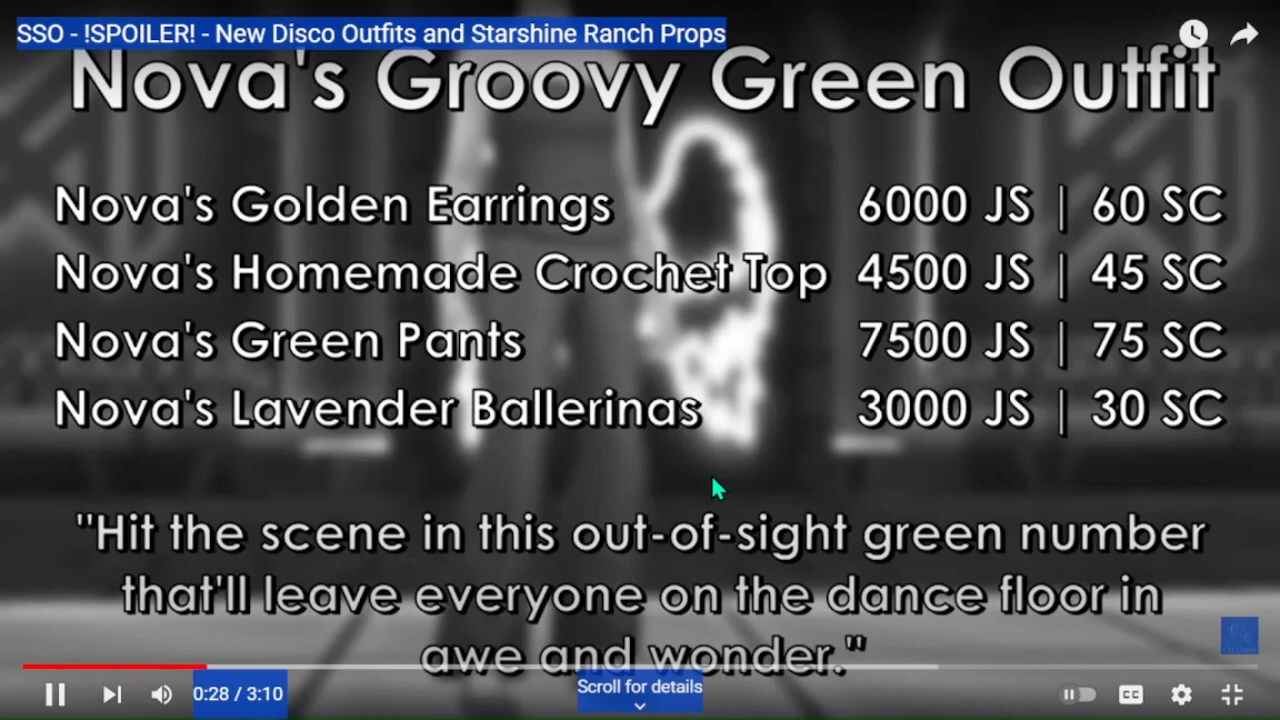 SSO - !SPOILER! - New Disco Outfits and Starshine Ranch Props
Nova's Groovy Green Outfit
Nova's Golden Earrings 6000 JS | 60 SC
Nova's Homemade Crochet Top 4500 JS | 45 SC
Nova's Green Pants 7500 JS | 75 SC
Nova's Lavender Ballerinas 3000 JS | 30 SC
"Hit the scene in this out-of-sight green number
that'll leave everyone on the dance floor in
awe and wonder."
0:28 / 3:10
Scroll for details
CC